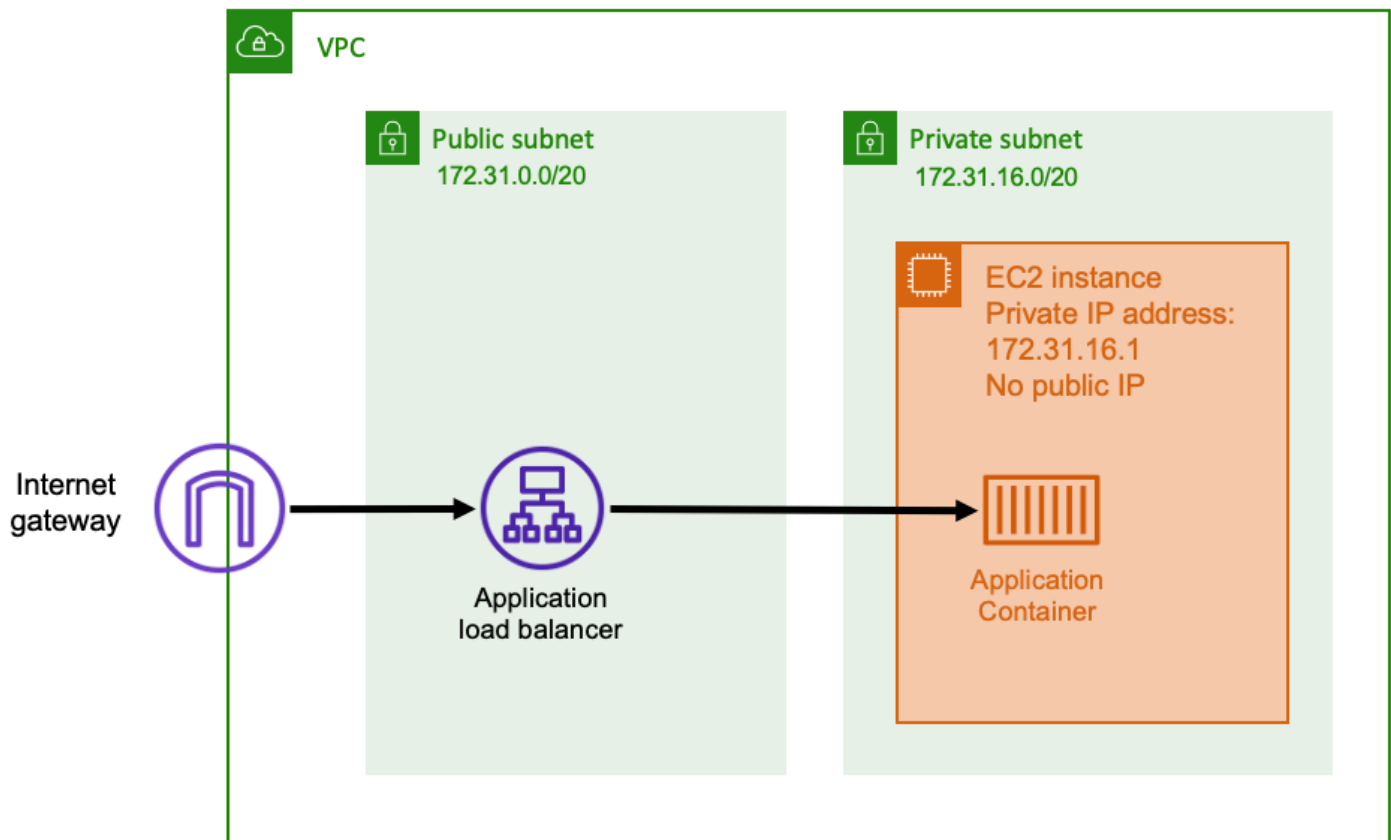 VPC
Public subnet
172.31.0.0/20
Private subnet
172.31.16.0/20
EC2 instance
Private IP address:
172.31.16.1
No public IP
Internet
gateway
Application
load balancer
Application
Container